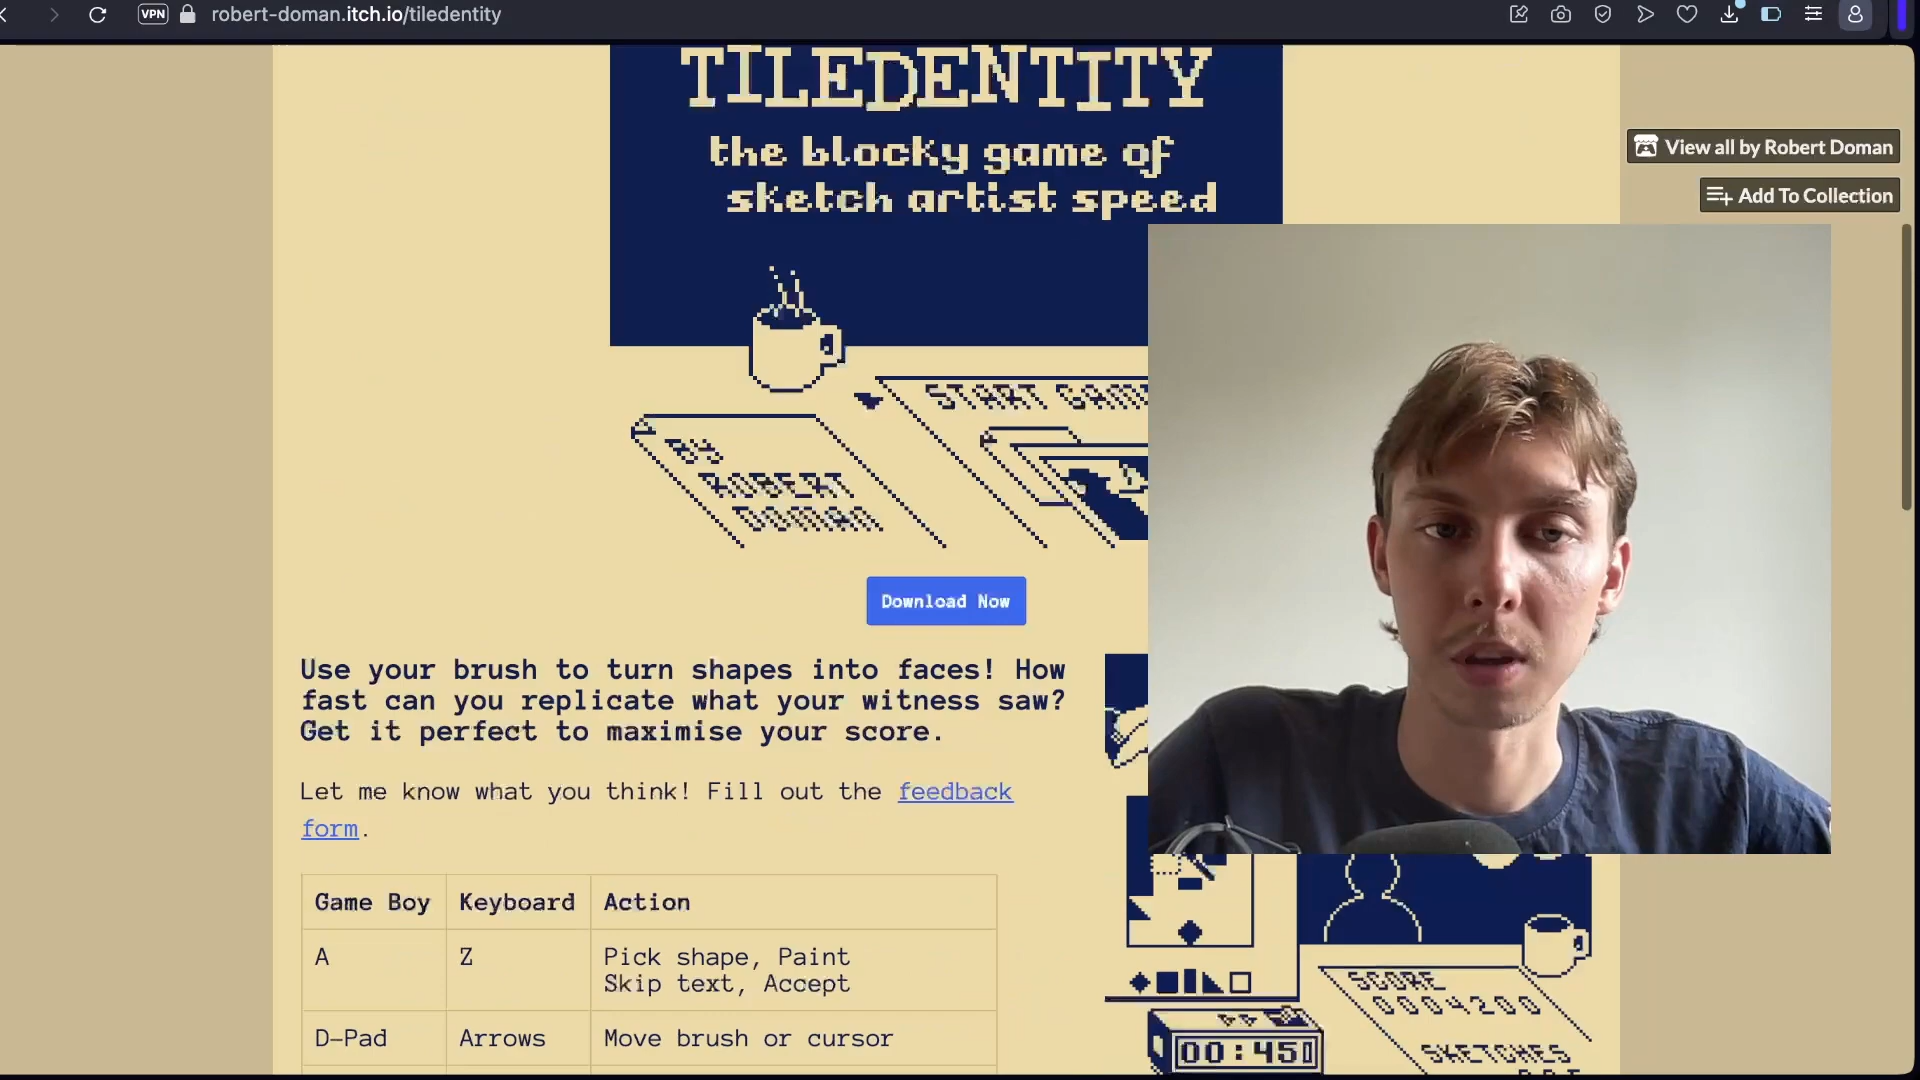 VPN
robert-doman.itch.io/tiledentity
TILEDENTITY
the blocky game of
sketch artist speed
View all by Robert Doman
Add To Collection
START GAME
BY
ROBERT
DOMAN
Download Now
Use your brush to turn shapes into faces! How
fast can you replicate what your witness saw?
Get it perfect to maximise your score.
Let me know what you think! Fill out the feedback
form.
Game Boy Keyboard Action
A Z Pick shape, Paint
Skip text, Accept
D-Pad Arrows Move brush or cursor
SCORE
0004200
00:45
SKETCHES